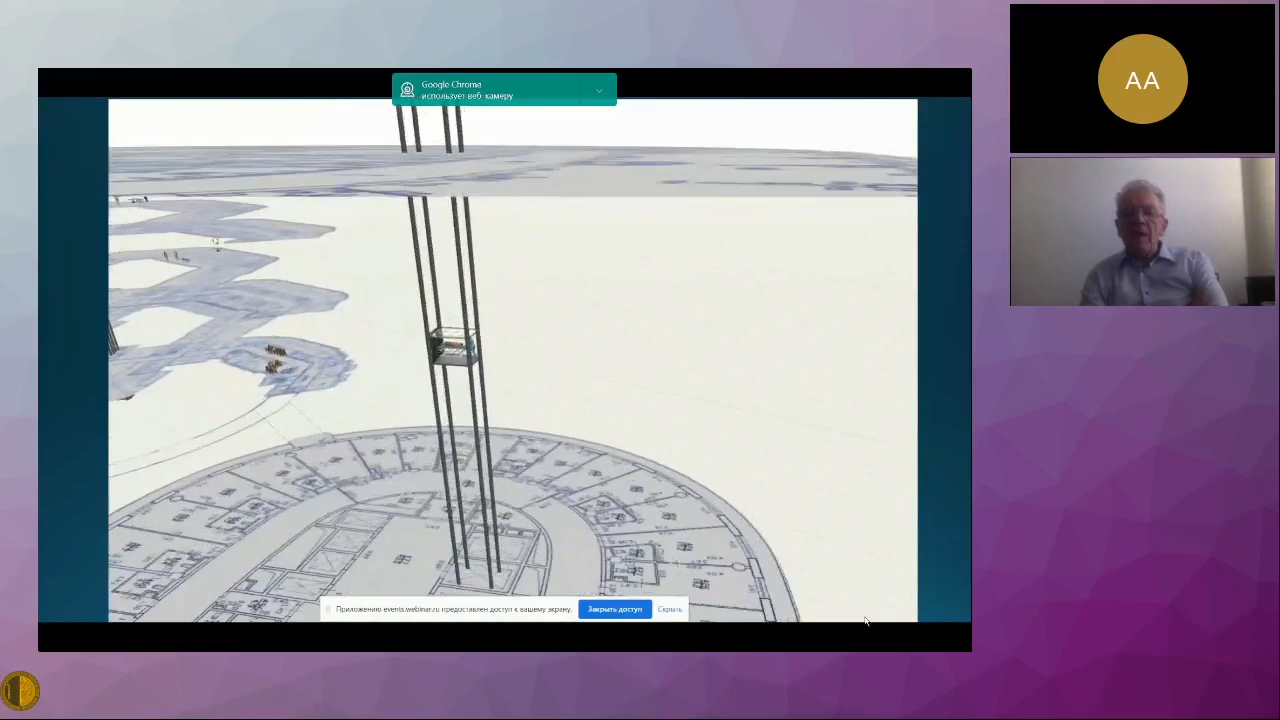 Google Chrome
использует веб-камеру
AA
Приложению events.webinar.ru предоставлен доступ к вашему экрану.
Закрыть доступ
Скрыть